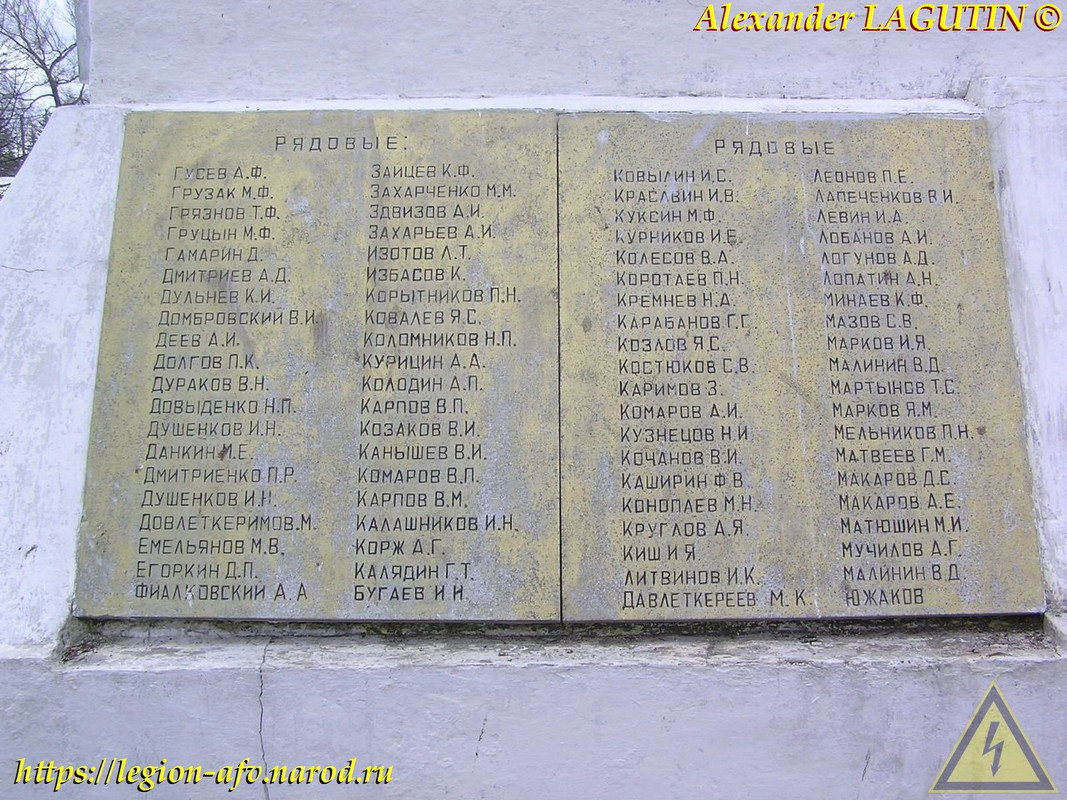 Alexander LAGUTIN ©
РЯДОВЫЕ:
ГУСЕВ А.Ф.
ГРУЗАК М.Ф.
ГРЯЗНОВ Т.Ф.
ГРУЦЫН М.Ф.
ГАМАРИН Д.
ДМИТРИЕВ А.Д.
ДУЛЬНЕВ К.И.
ДОМБРОВСКИЙ В.И.
ДЕЕВ А.И.
ДОЛГОВ П.К.
ДУРАКОВ В.Н.
ДОВЫДЕНКО Н.П.
ДУШЕНКОВ И.Н.
ДАНКИН М.Е.
ДМИТРИЕНКО П.Р.
ДУШЕНКОВ И.Н.
ДОВЛЕТКЕРИМОВ.М.
ЕМЕЛЬЯНОВ М.В.
ЕГОРКИН Д.П.
ФИАЛКОВСКИЙ А.А
ЗАЙЦЕВ К.Ф.
ЗАХАРЧЕНКО М.М.
ЗДВИЗОВ А.И.
ЗАХАРЬЕВ А.И.
ИЗОТОВ Л.Т.
ИЗБАСОВ К.
КОРЫТНИКОВ П.Н.
КОВАЛЕВ Я.С.
КОЛОМНИКОВ Н.П.
КУРИЦИН А.А.
КОЛОДИН А.П.
КАРПОВ В.П.
КОЗАКОВ В.И.
КАНЫШЕВ В.И.
КОМАРОВ В.П.
КАРПОВ В.М.
КАЛАШНИКОВ И.Н.
КОРЖ А.Г.
КАЛЯДИН Г.Т.
БУГАЕВ И.И.
РЯДОВЫЕ
КОВЫЛИН И.С.
КРАСАВИН И.В.
КУКСИН М.Ф.
КУРНИКОВ И.Е.
КОЛЕСОВ В.А.
КОРОТАЕВ П.Н.
КРЕМНЕВ Н.А.
КАРАБАНОВ Г.Г.
КОЗЛОВ Я.С.
КОСТЮКОВ С.В.
КАРИМОВ З.
КОМАРОВ А.И.
КУЗНЕЦОВ Н.И
КОЧАНОВ В.И.
КАШИРИН Ф.В.
КОНОПЛЕВ М.Н.
КРУГЛОВ А.Я.
КИШ И Я.
ЛИТВИНОВ И.К.
ДАВЛЕТКЕРЕЕВ М.К.
ЛЕОНОВ П.Е.
ЛАПЕЧЕНКОВ В И.
ЛЕВИН И.А.
ЛОБАНОВ А.И.
ЛОГУНОВ А.Д.
ЛОПАТИН А.Н.
МИНАЕВ К.Ф.
МАЗОВ С.В.
МАРКОВ И.Я.
МАЛИНИН В.Д.
МАРТЫНОВ Т.С.
МАРКОВ Я.М.
МЕЛЬНИКОВ П.Н.
МАТВЕЕВ Г.М.
МАКАРОВ Д.С.
МАКАРОВ А.Е.
МАТЮШИН М.И.
МУЧИЛОВ А.Г.
МАЛИНИН В.Д.
ЮЖАКОВ
https://legion-afv.narod.ru